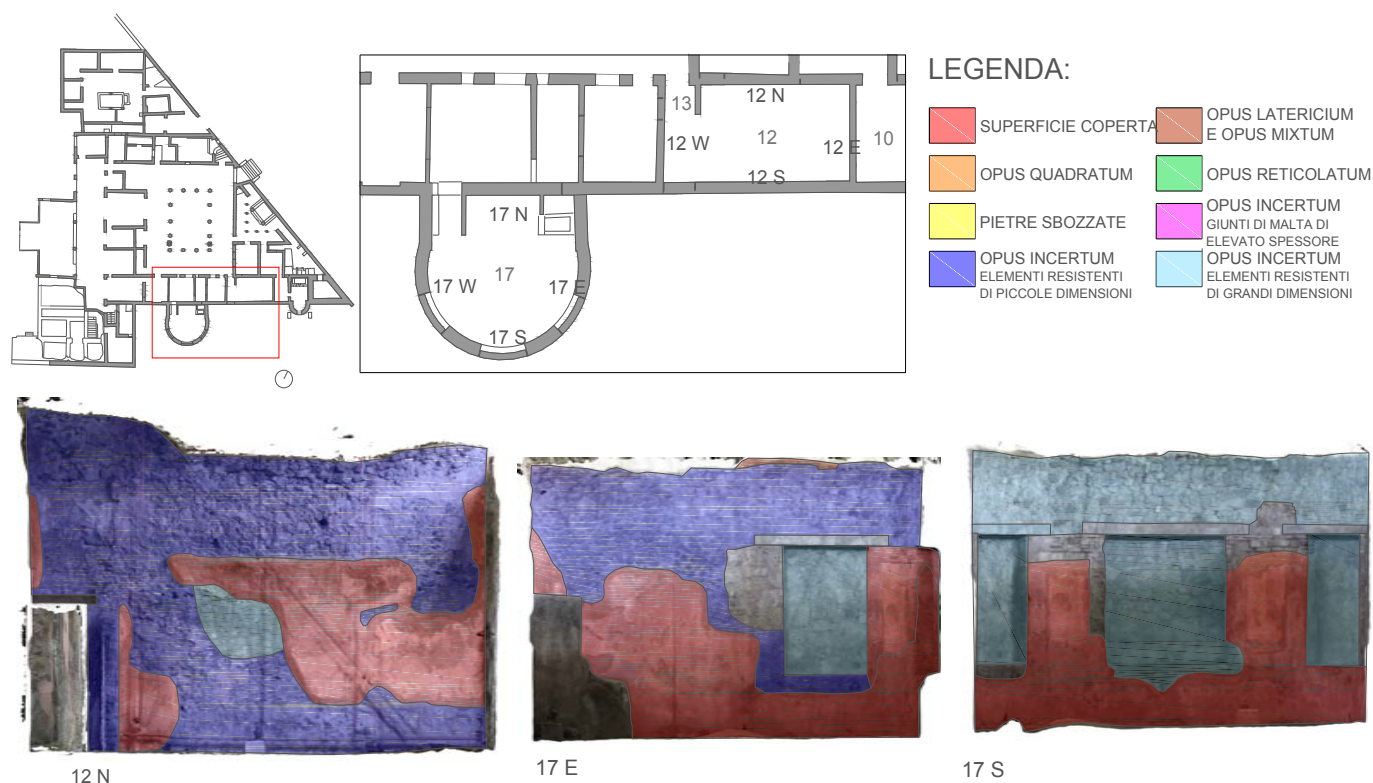 12 N
13
12 W
12
12 E
10
12 S
17 N
17
17 W
17 E
17 S
LEGENDA:
SUPERFICIE COPERTA
OPUS QUADRATUM
PIETRE SBOZZATE
OPUS INCERTUM
ELEMENTI RESISTENTI
DI PICCOLE DIMENSIONI
OPUS LATERICIUM
E OPUS MIXTUM
OPUS RETICOLATUM
OPUS INCERTUM
GIUNTI DI MALTA DI
ELEVATO SPESSORE
OPUS INCERTUM
ELEMENTI RESISTENTI
DI GRANDI DIMENSIONI
12 N
17 E
17 S